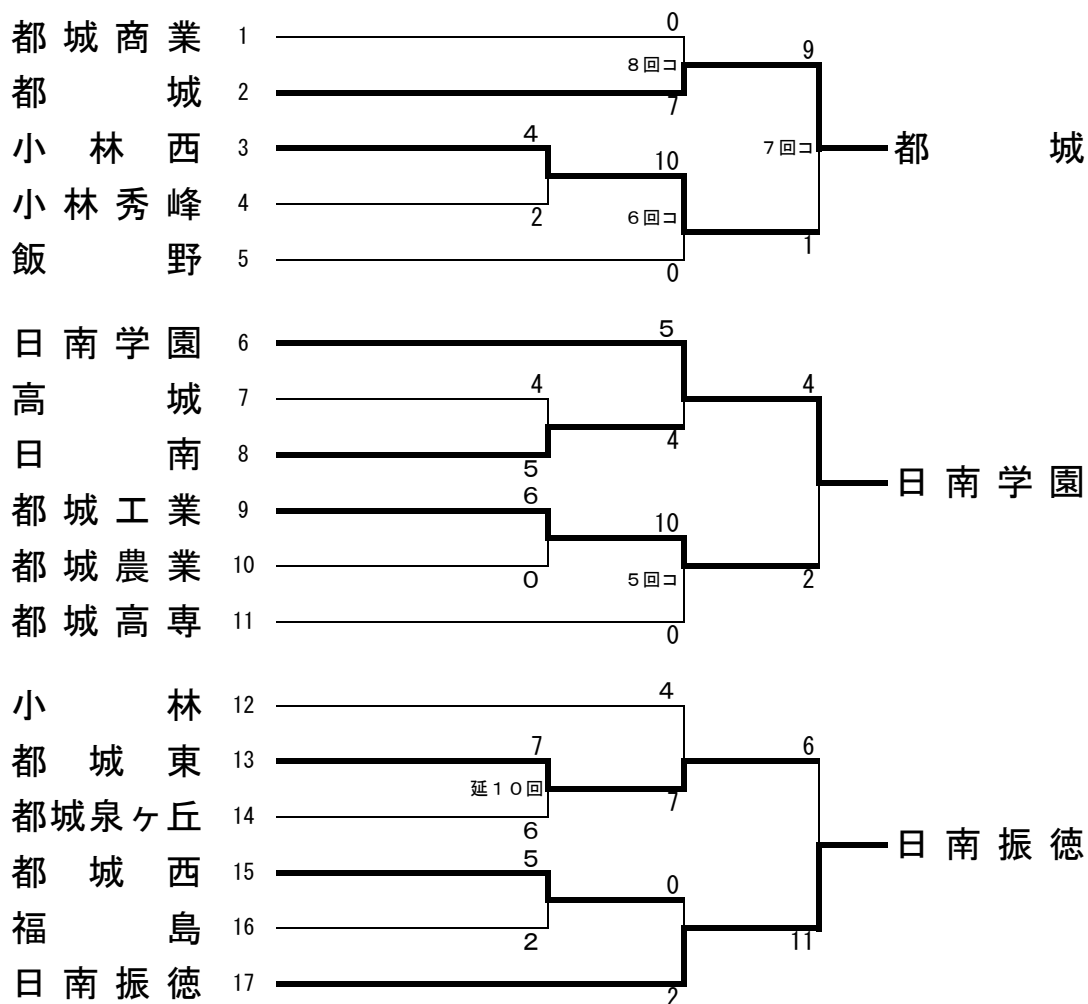 0
都城商業 1
9
8回コ
都城 2
7
4
小林西 3
10
7回コ
都城
小林秀峰 4
2
6回コ
1
飯野 5
0
5
日南学園 6
4
4
高城 7
4
日南 8
5
日南学園
6
都城工業 9
10
都城農業 10
0
5回コ
2
都城高専 11
0
4
小林 12
7
6
都城東 13
延10回
7
都城泉ヶ丘 14
6
日南振徳
5
都城西 15
0
福島 16
2
11
日南振徳 17
2